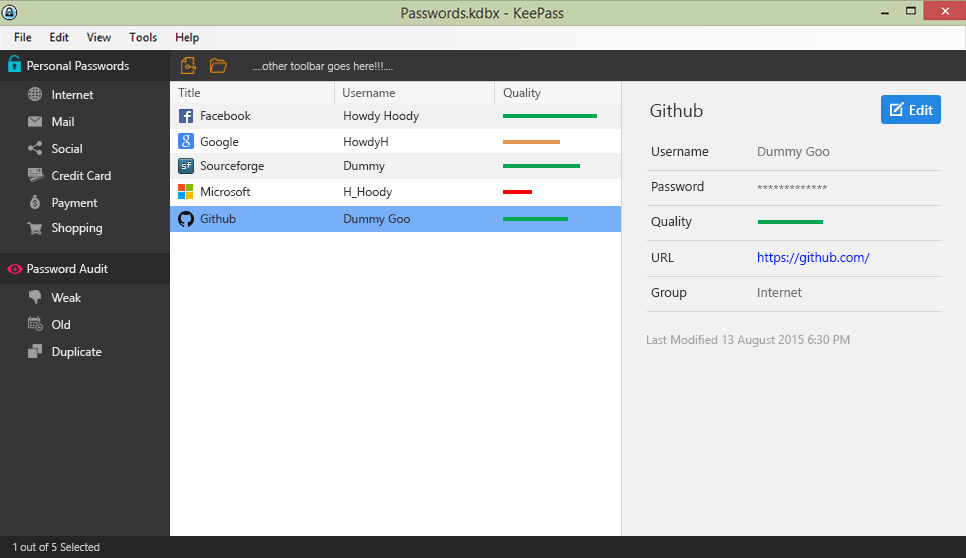 Passwords.kdbx - KeePass
File Edit View Tools Help
Personal Passwords
Internet
Mail
Social
Credit Card
Payment
Shopping
Password Audit
Weak
Old
Duplicate
....other toolbar goes here!!!....
Title Username Quality
Facebook Howdy Hoody
Google HowdyH
Sourceforge Dummy
Microsoft H_Hoody
Github Dummy Goo
Github
Edit
Username Dummy Goo
Password *************
Quality
URL https://github.com/
Group Internet
Last Modified 13 August 2015 6:30 PM
1 out of 5 Selected